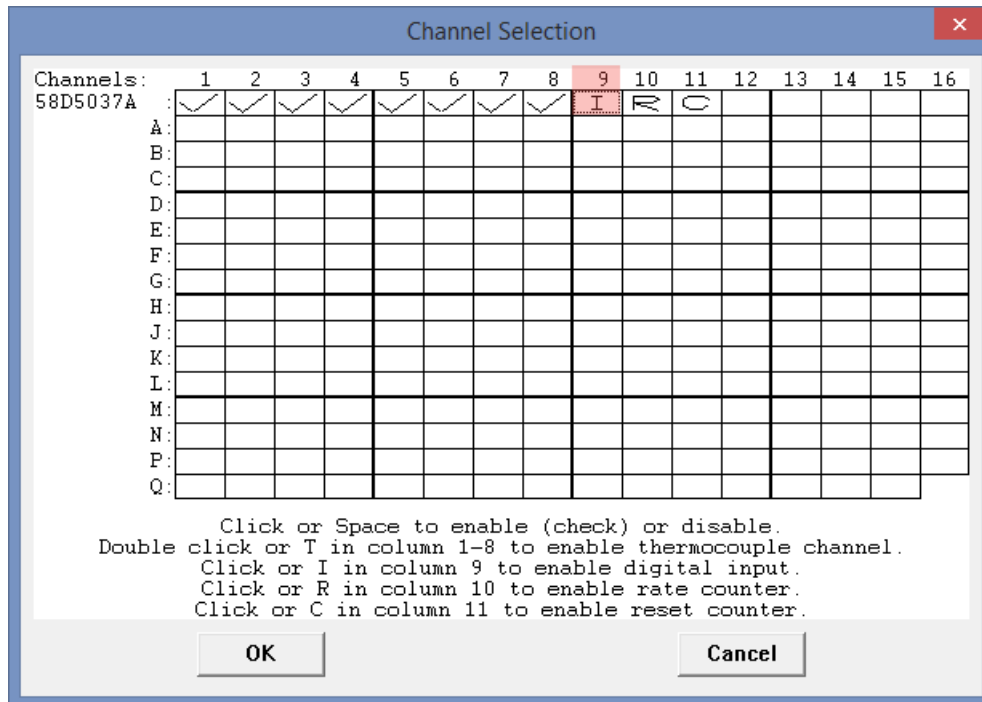 Channel Selection
×
Channels: 1 2 3 4 5 6 7 8 9 10 11 12 13 14 15 16
58D5037A : ✓ ✓ ✓ ✓ ✓ ✓ ✓ ✓ I R C
A:
B:
C:
D:
E:
F:
G:
H:
J:
K:
L:
M:
N:
P:
Q:
Click or Space to enable (check) or disable.
Double click or T in column 1-8 to enable thermocouple channel.
Click or I in column 9 to enable digital input.
Click or R in column 10 to enable rate counter.
Click or C in column 11 to enable reset counter.
OK Cancel